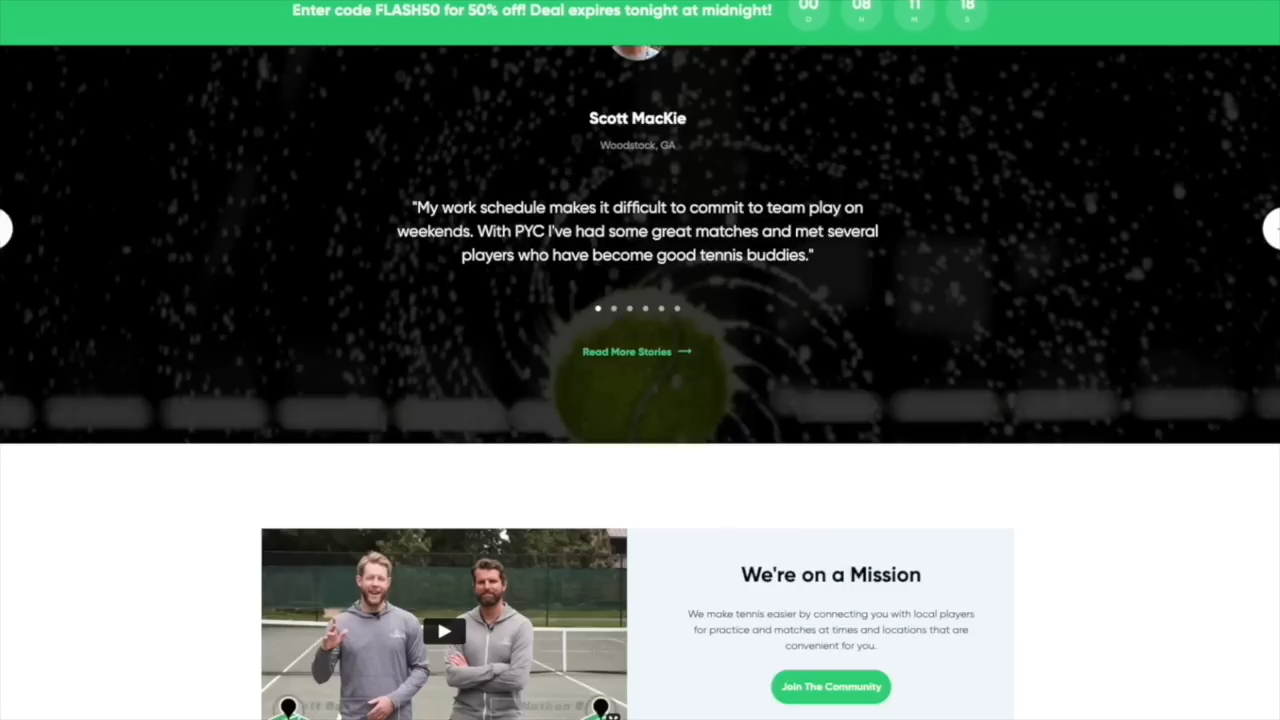 Enter code FLASH50 for 50% off! Deal expires tonight at midnight!
00 08 11 18
D H M S
Scott MacKie
Woodstock, GA
"My work schedule makes it difficult to commit to team play on
weekends. With PYC I've had some great matches and met several
players who have become good tennis buddies."
Read More Stories
We're on a Mission
We make tennis easier by connecting you with local players
for practice and matches at times and locations that are
convenient for you.
Join The Community